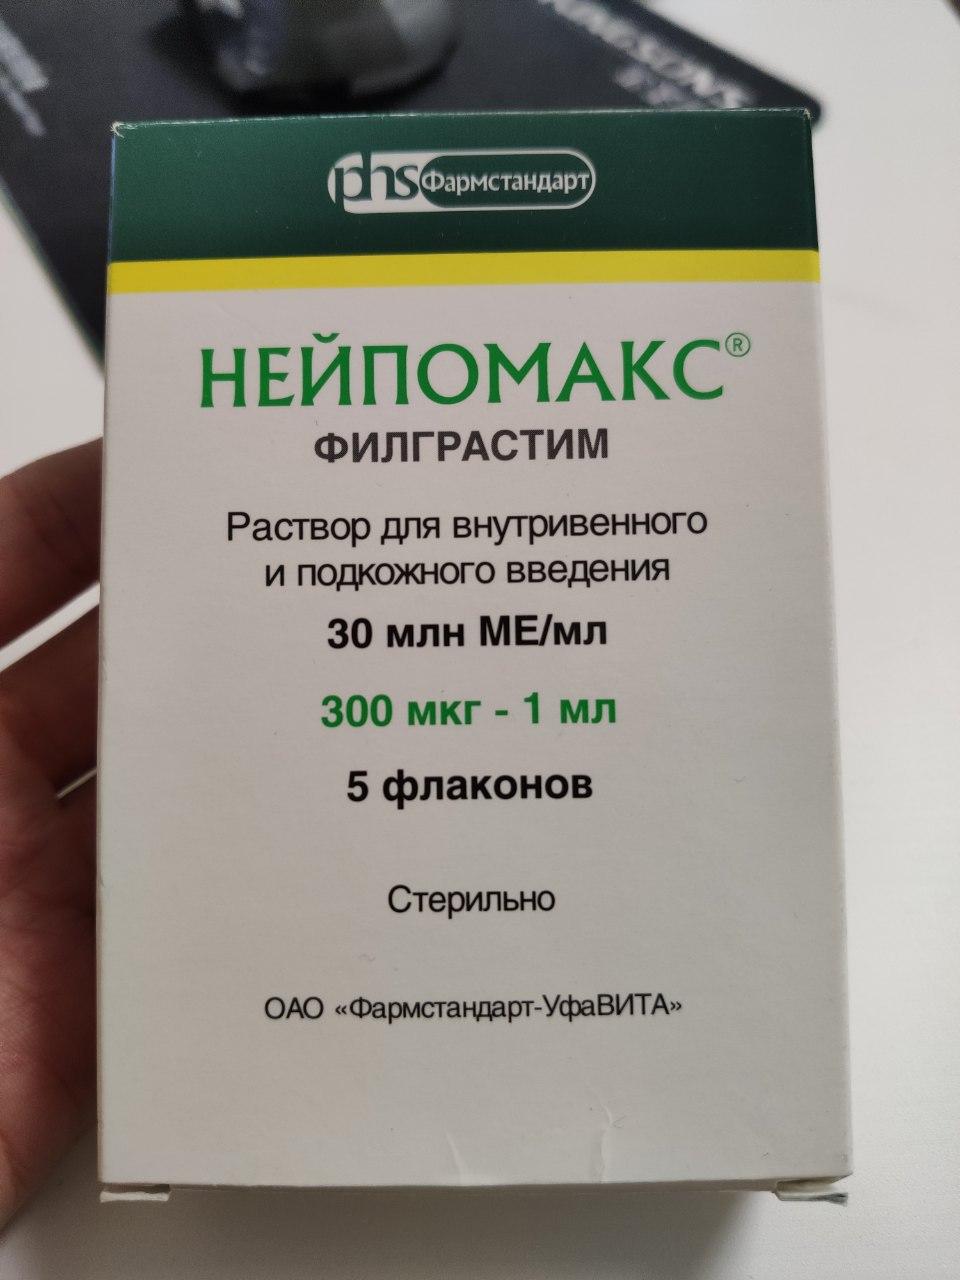 KINGSONS
phs Фармстандарт
НЕЙПОМАКС®
ФИЛГРАСТИМ
Раствор для внутривенного
и подкожного введения
30 млн МЕ/мл
300 мкг - 1 мл
5 флаконов
Стерильно
ОАО «Фармстандарт-УфаВИТА»